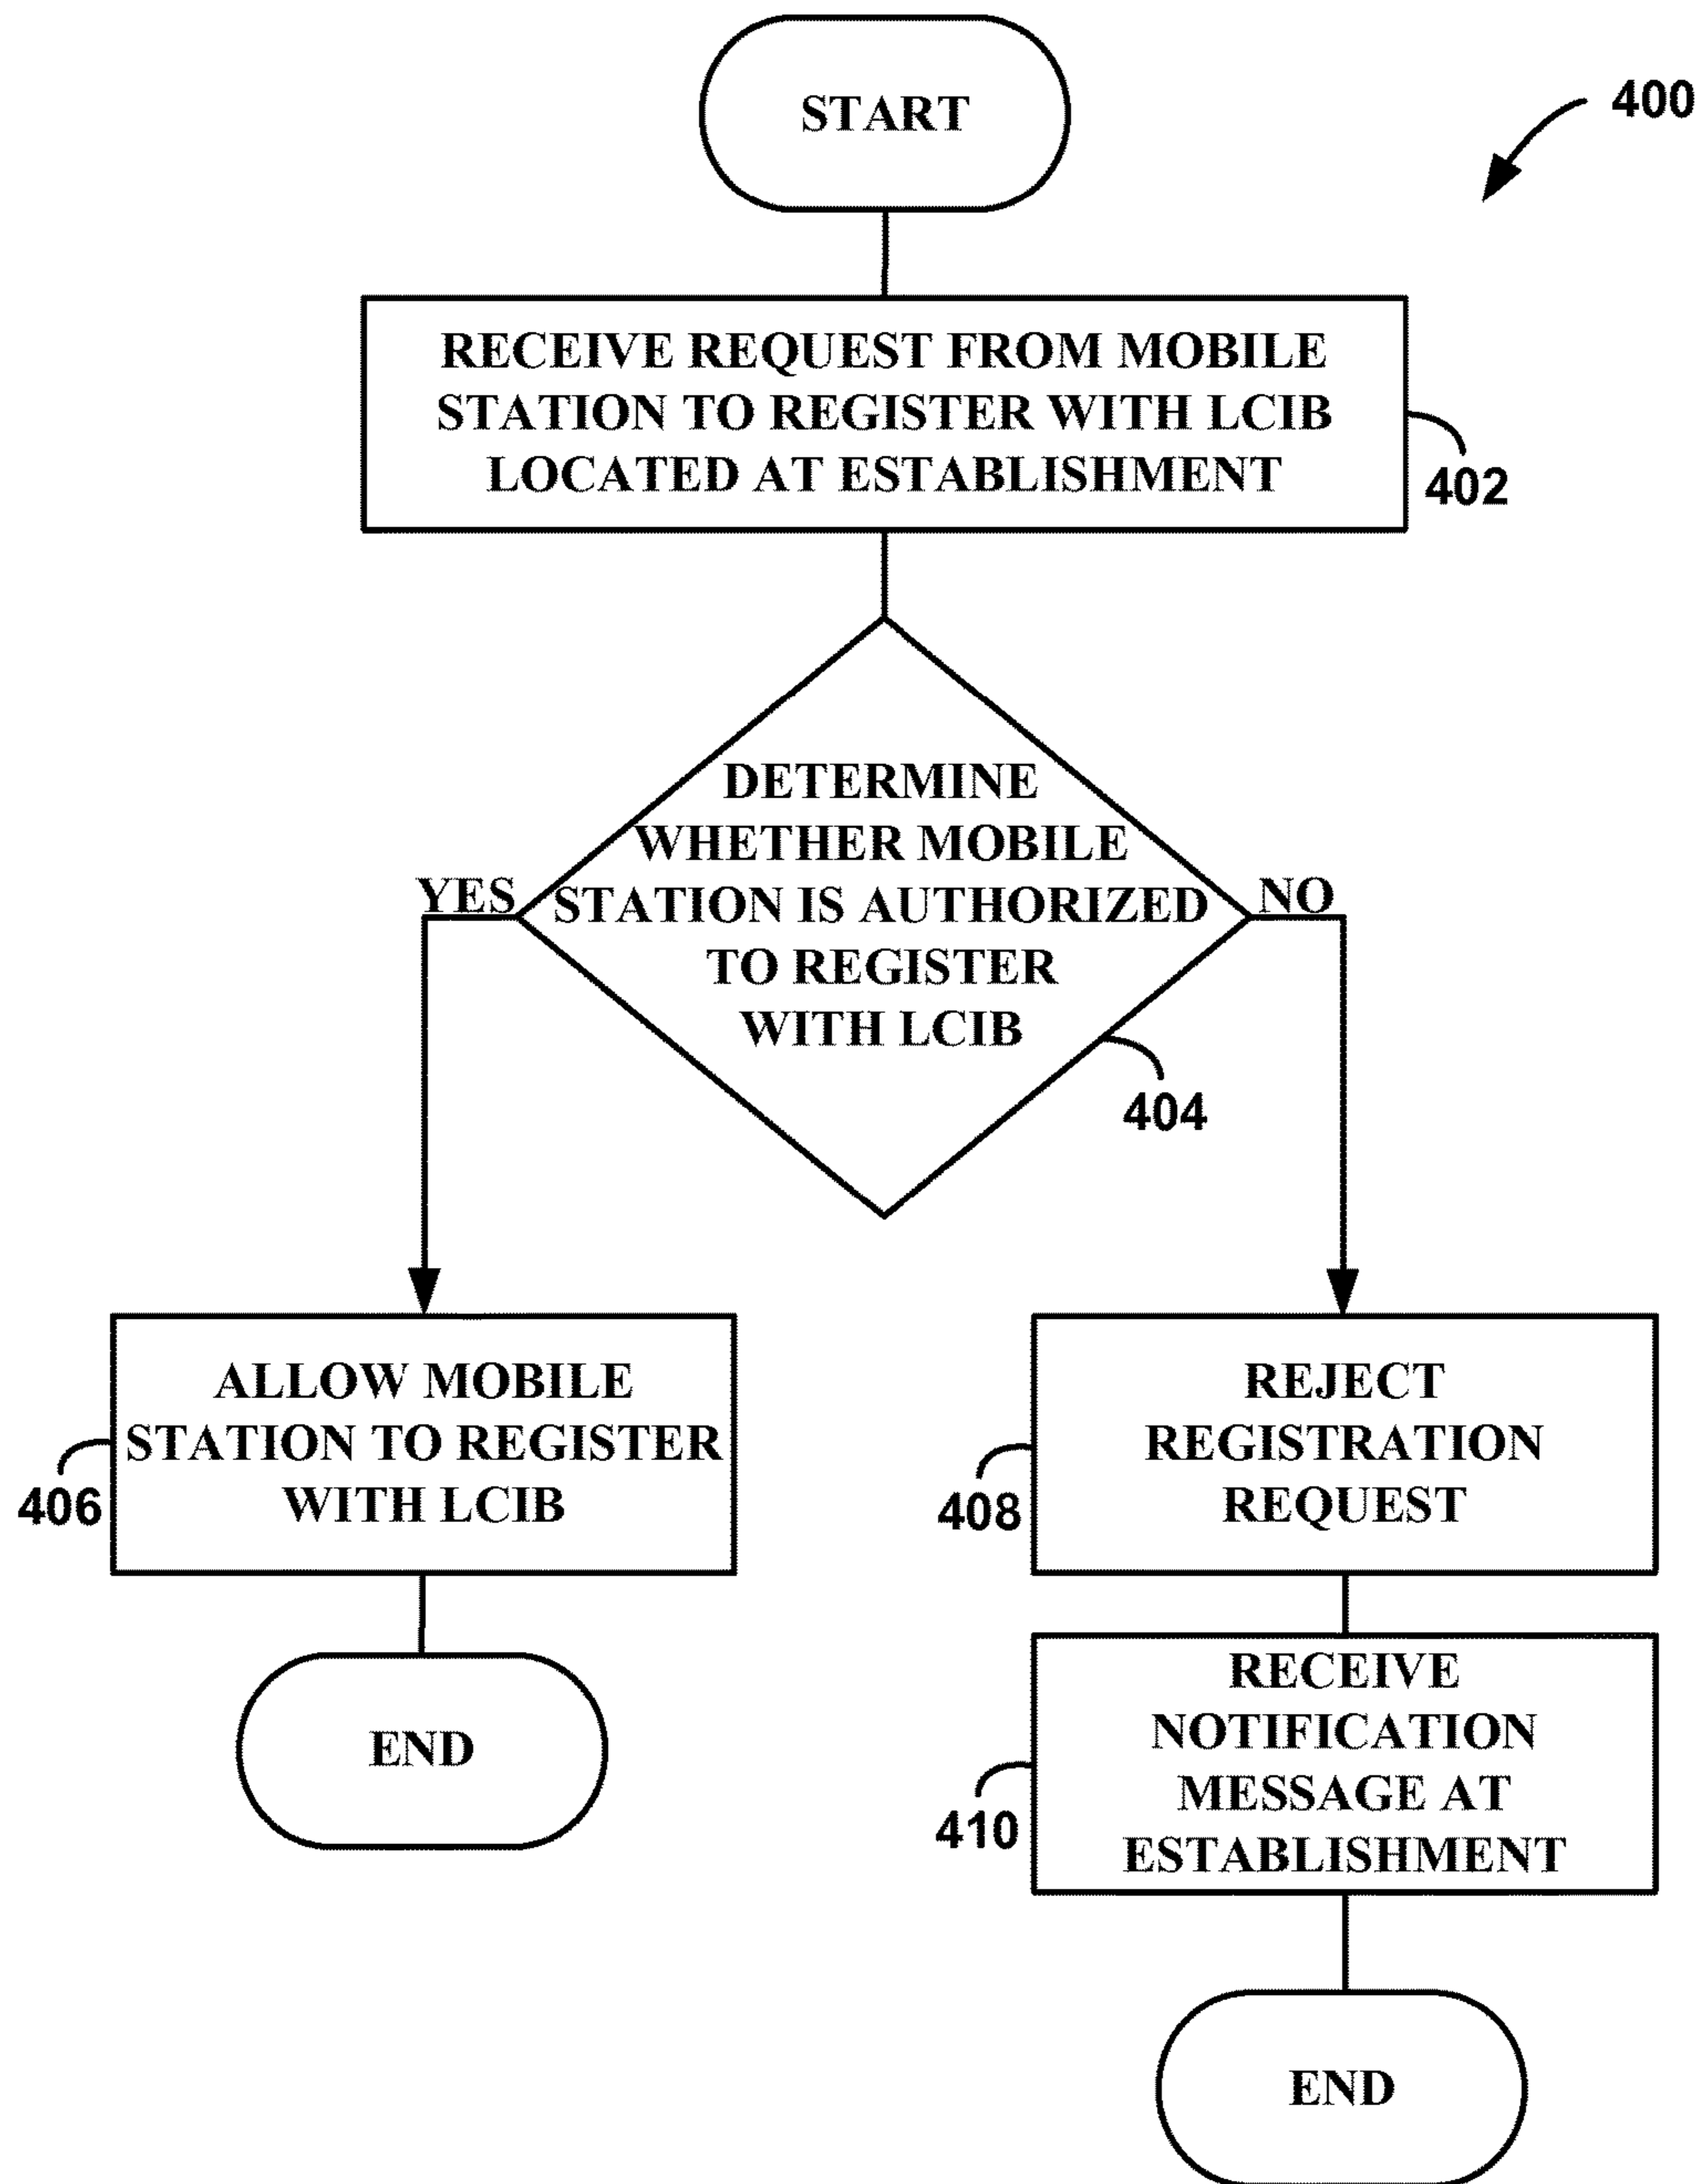 START
400
RECEIVE REQUEST FROM MOBILE
STATION TO REGISTER WITH LCIB
LOCATED AT ESTABLISHMENT
402
DETERMINE
WHETHER MOBILE
STATION IS AUTHORIZED
TO REGISTER
WITH LCIB
YES
NO
404
ALLOW MOBILE
STATION TO REGISTER
WITH LCIB
406
END
REJECT
REGISTRATION
REQUEST
408
RECEIVE
NOTIFICATION
MESSAGE AT
ESTABLISHMENT
410
END